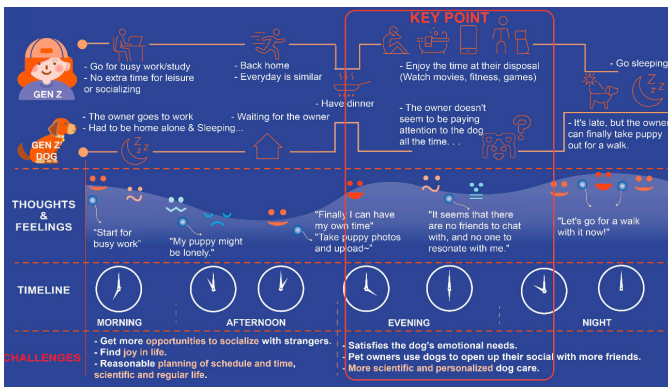 KEY POINT
GEN Z
- Go for busy work/study
- No extra time for leisure
or socializing
- Back home
- Everyday is similar
- Have dinner
- Enjoy the time at their disposal
(Watch movies, fitness, games)
- Go sleeping
GEN Z'
DOG
- The owner goes to work
- Had to be home alone & Sleeping...
- Waiting for the owner
- The owner doesn't
seem to be paying
attention to the dog
all the time. . .
- It's late, but the owner
can finally take puppy
out for a walk.
THOUGHTS
&
FEELINGS
"Start for
busy work"
"My puppy might
be lonely."
"Finally I can have
my own time"
"Take puppy photos
and upload~"
"It seems that there
are no friends to chat
with, and no one to
resonate with me."
"Let's go for a walk
with it now!"
TIMELINE
MORNING
AFTERNOON
EVENING
NIGHT
CHALLENGES
- Get more opportunities to socialize with strangers.
- Find joy in life.
- Reasonable planning of schedule and time,
scientific and regular life.
- Satisfies the dog's emotional needs.
- Pet owners use dogs to open up their social with more friends.
- More scientific and personalized dog care.